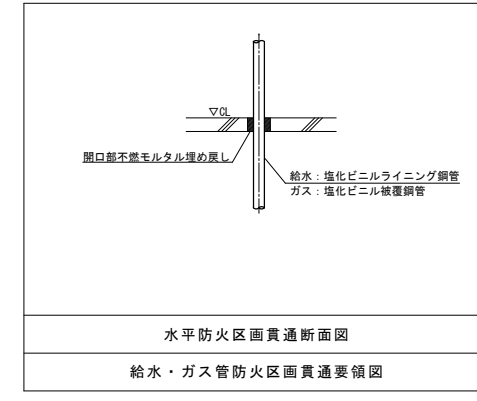 ▽CL
開口部不燃モルタル埋め戻し
給水：塩化ビニルライニング鋼管
ガス：塩化ビニル被覆鋼管
水平防火区画貫通断面図
給水・ガス管防火区画貫通要領図